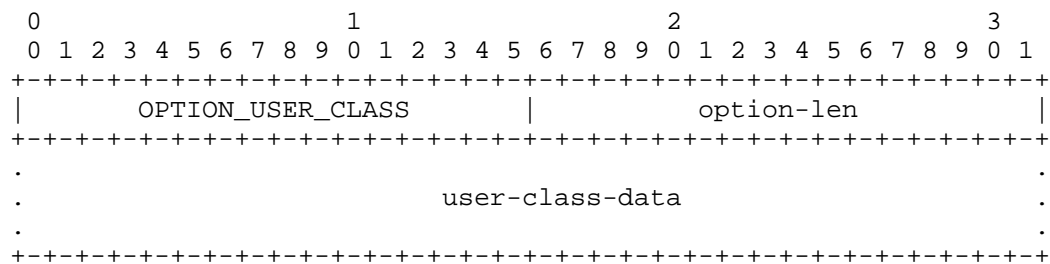 0                   1                   2                   3
 0 1 2 3 4 5 6 7 8 9 0 1 2 3 4 5 6 7 8 9 0 1 2 3 4 5 6 7 8 9 0 1
+-+-+-+-+-+-+-+-+-+-+-+-+-+-+-+-+-+-+-+-+-+-+-+-+-+-+-+-+-+-+-+-+
|       OPTION_USER_CLASS       |          option-len           |
+-+-+-+-+-+-+-+-+-+-+-+-+-+-+-+-+-+-+-+-+-+-+-+-+-+-+-+-+-+-+-+-+
.                                                               .
.                          user-class-data                      .
.                                                               .
+-+-+-+-+-+-+-+-+-+-+-+-+-+-+-+-+-+-+-+-+-+-+-+-+-+-+-+-+-+-+-+-+